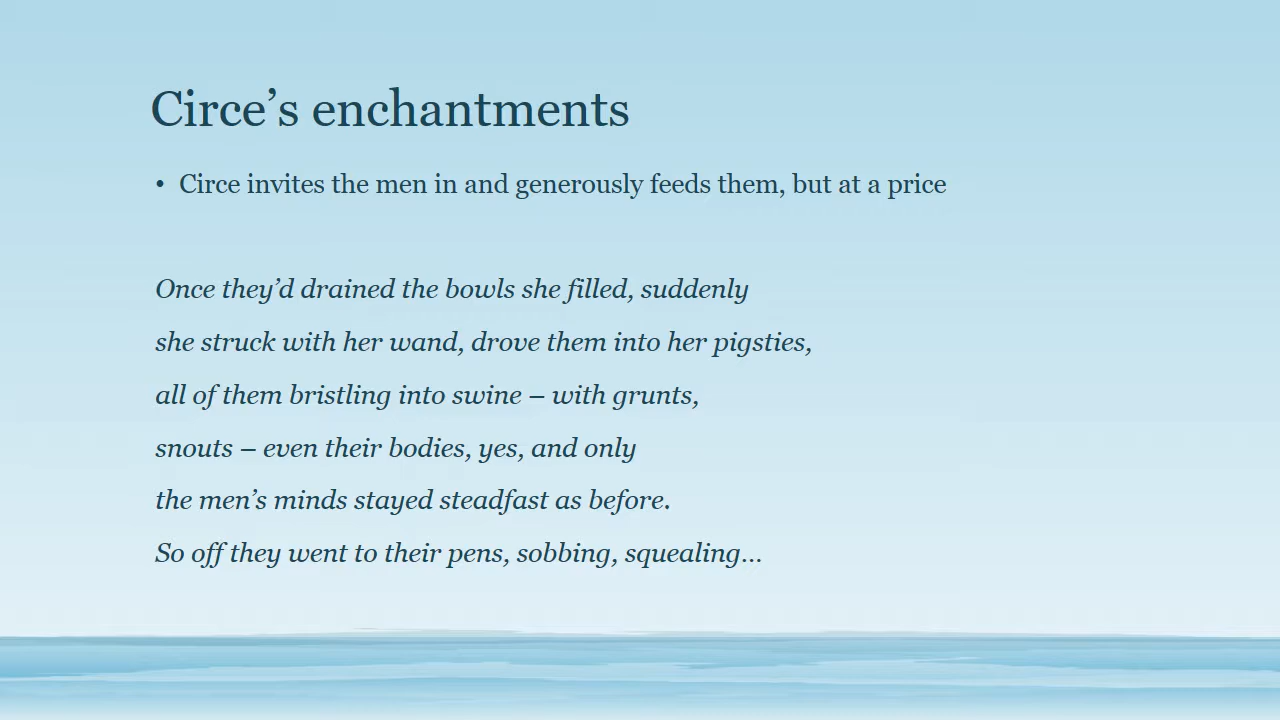 Circe’s enchantments
• Circe invites the men in and generously feeds them, but at a price
Once they’d drained the bowls she filled, suddenly
she struck with her wand, drove them into her pigsties,
all of them bristling into swine – with grunts,
snouts – even their bodies, yes, and only
the men’s minds stayed steadfast as before.
So off they went to their pens, sobbing, squealing…